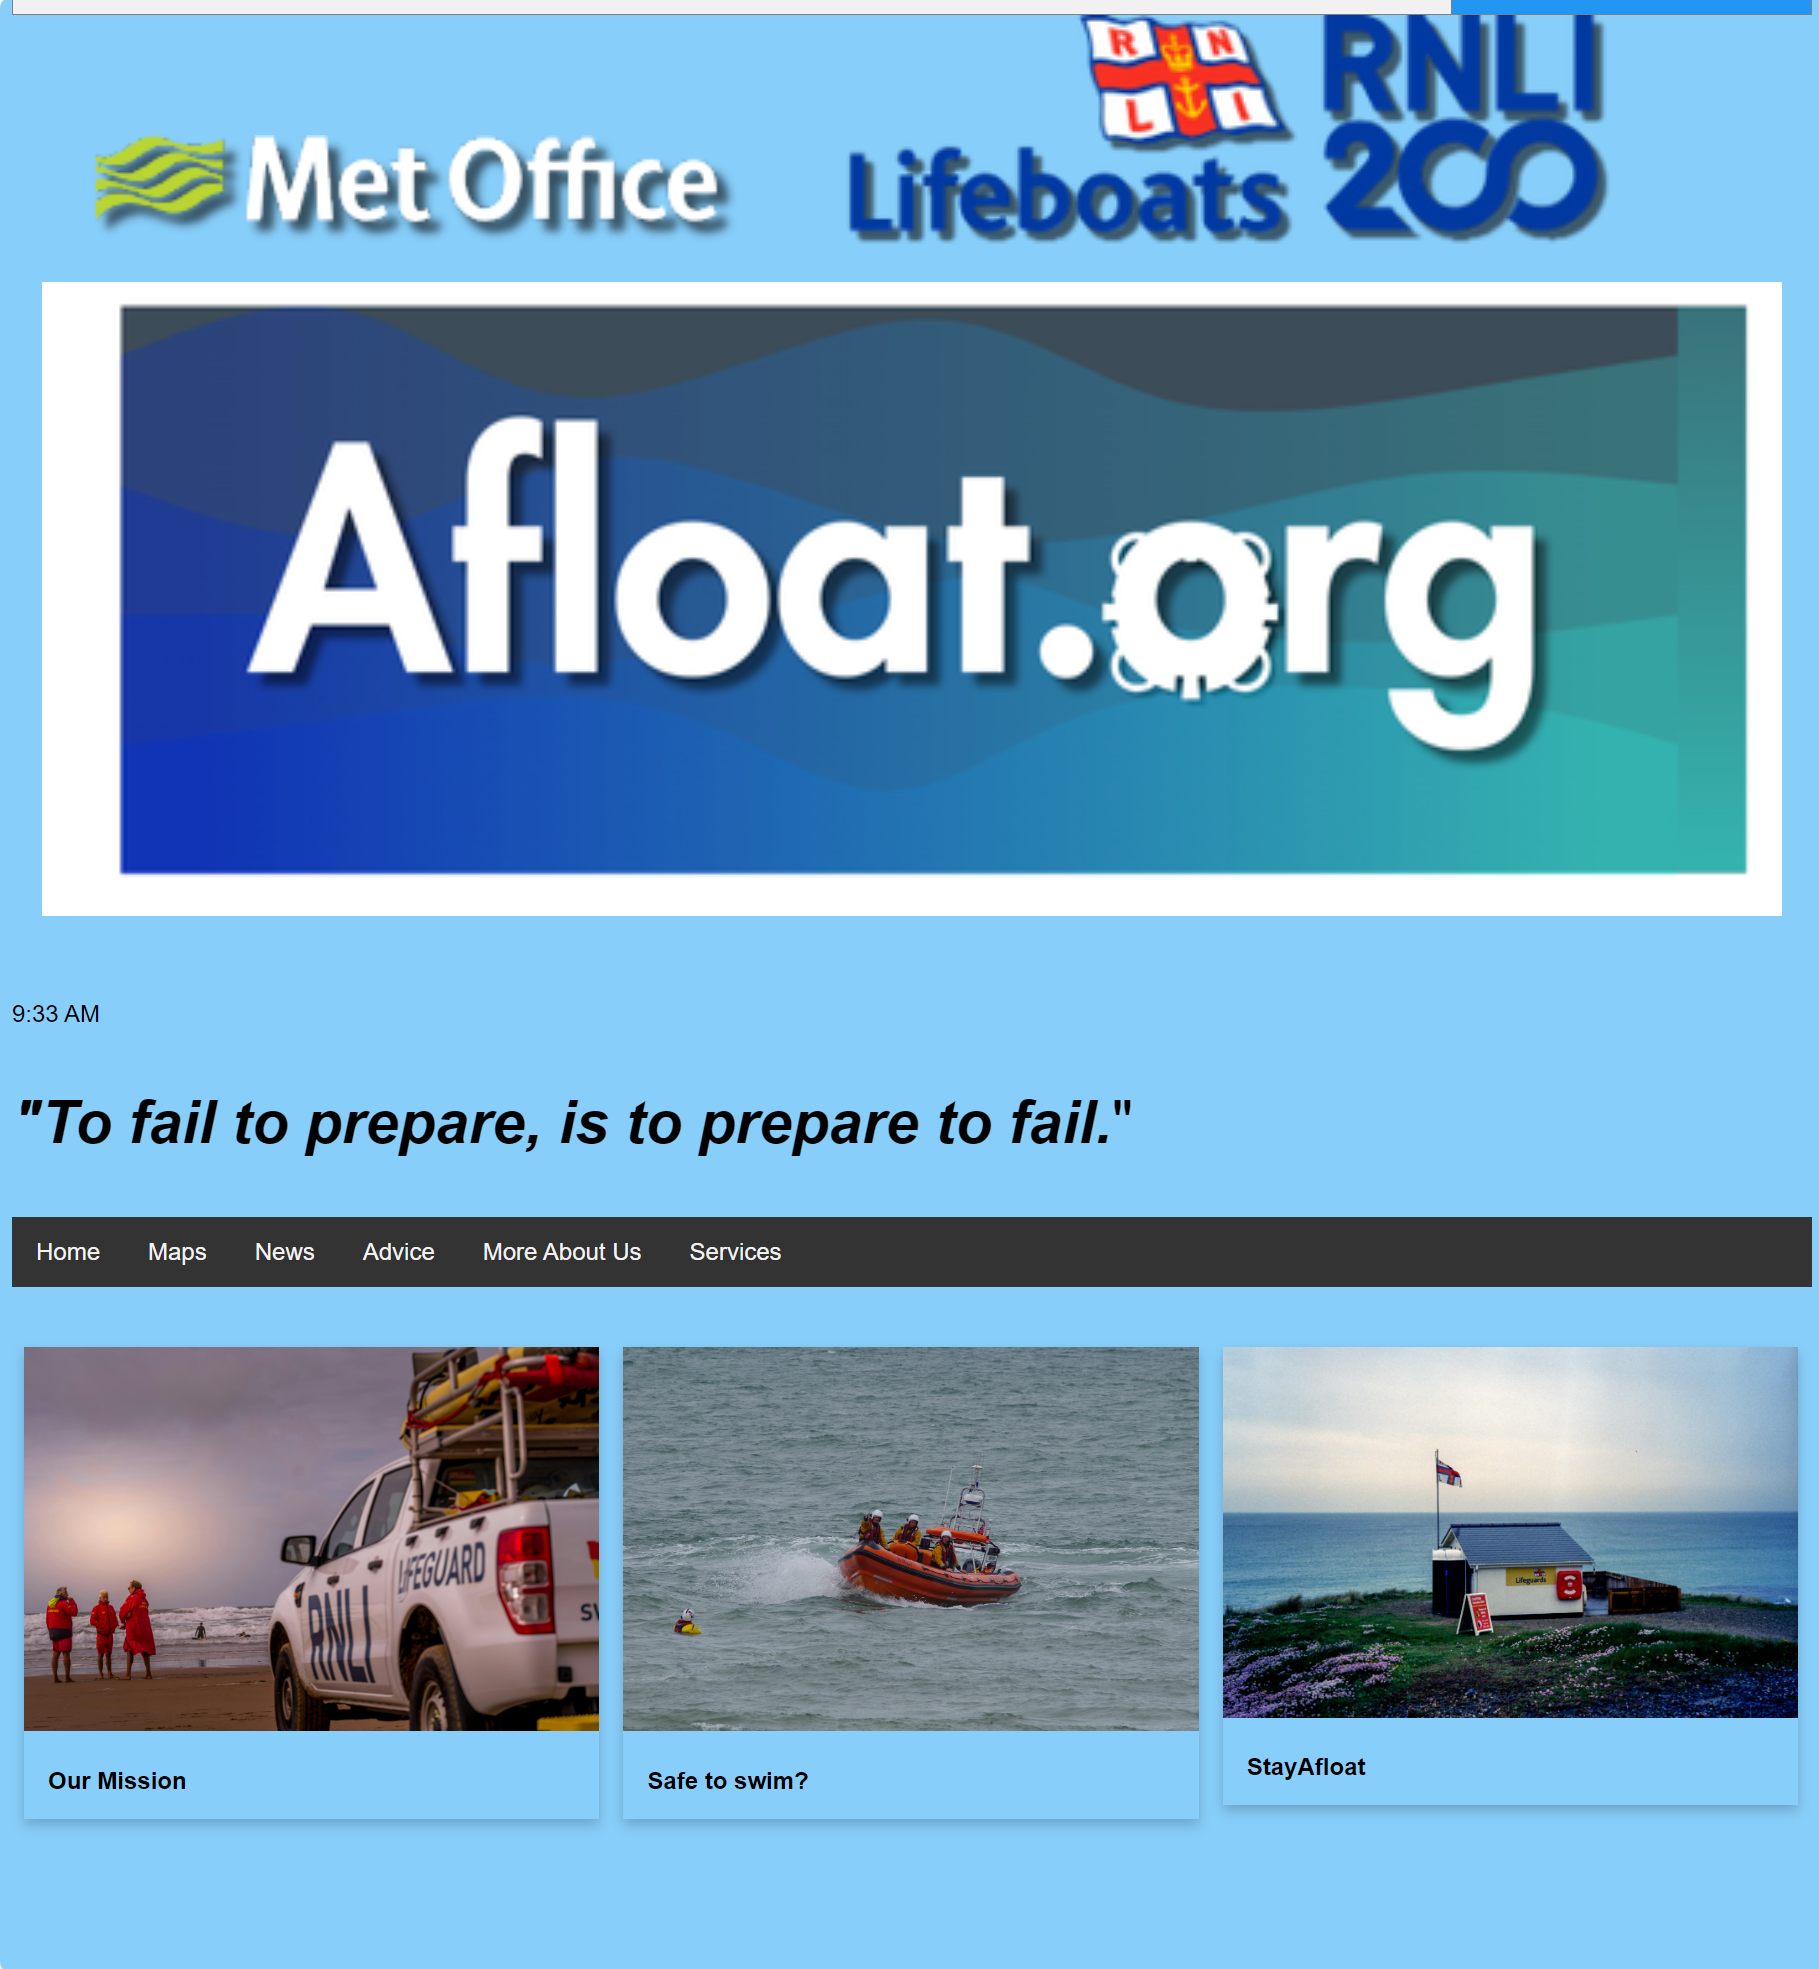 R N
L I
RNLI
200
Met Office
Lifeboats
Afloat.org
9:33 AM
"To fail to prepare, is to prepare to fail."
Home Maps News Advice More About Us Services
LIFEGUARD
RNLI
Lifeguards
Our Mission
Safe to swim?
StayAfloat